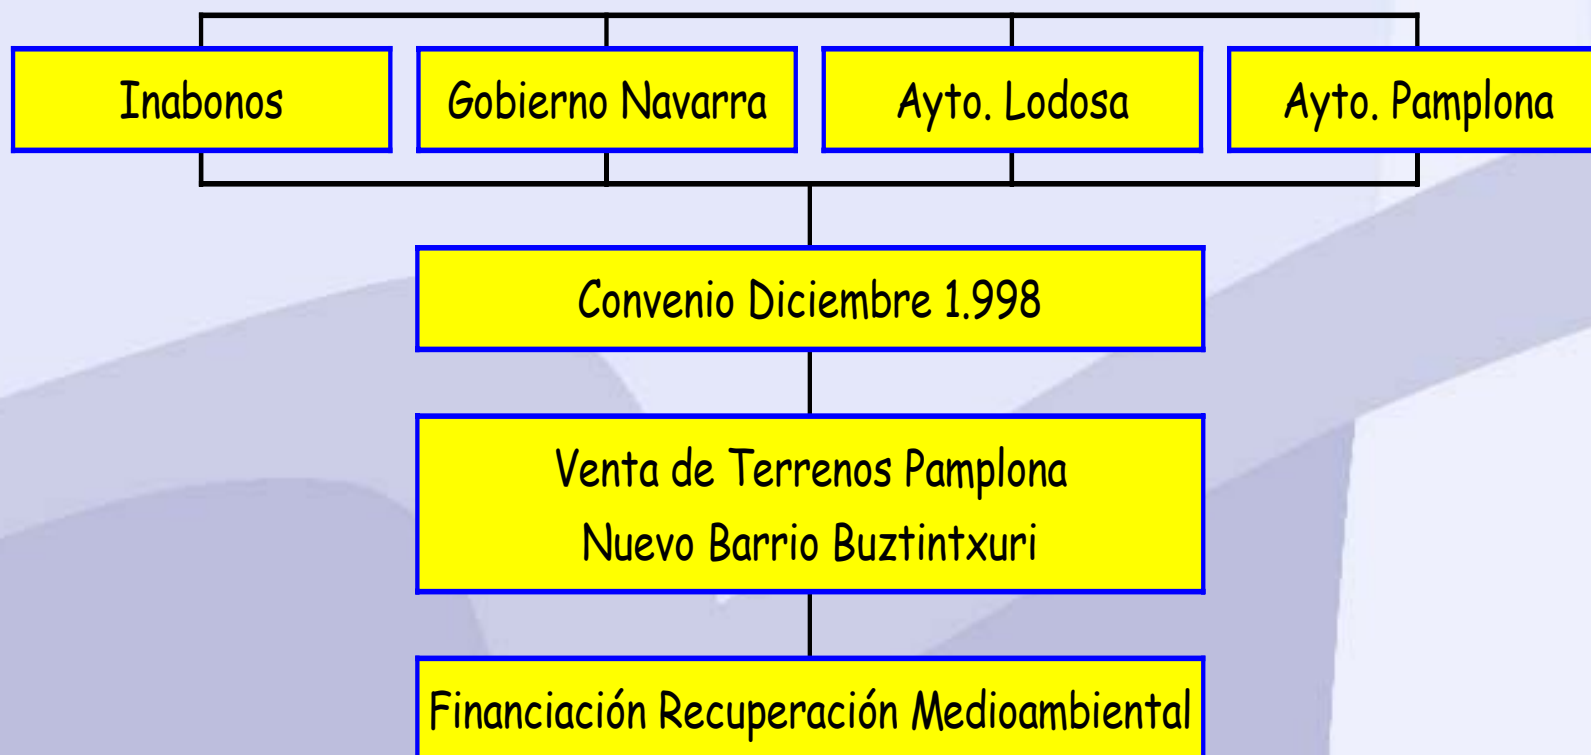 Inabonos
Gobierno Navarra
Ayto. Lodosa
Ayto. Pamplona
Convenio Diciembre 1.998
Venta de Terrenos Pamplona
Nuevo Barrio Buztintxuri
Financiación Recuperación Medioambiental